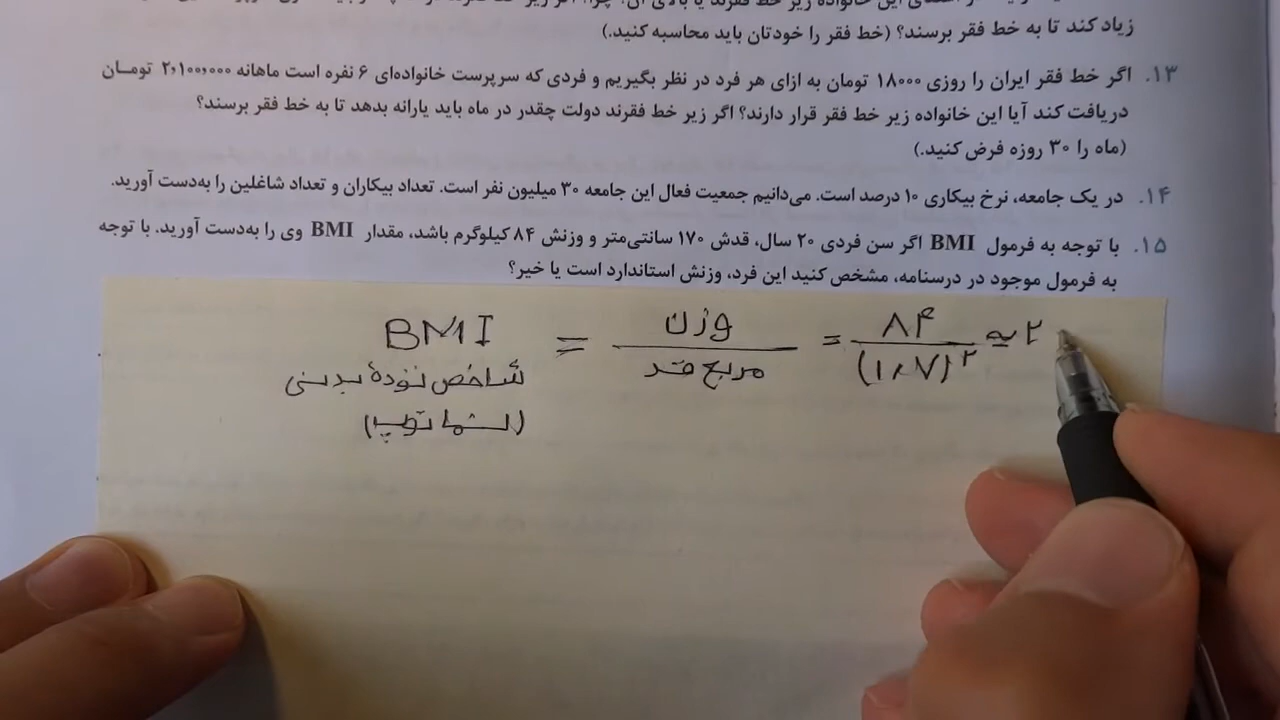 زیاد کند تا به خط فقر برسند؟ (خط فقر را خودتان باید محاسبه کنید.)
۱۳. اگر خط فقر ایران را روزی ۱۸۰۰۰ تومان به ازای هر فرد در نظر بگیریم و فردی که سرپرست خانواده‌ای ۶ نفره است ماهانه ۲,۱۰۰,۰۰۰ تومان
دریافت کند آیا این خانواده زیر خط فقر قرار دارند؟ اگر زیر خط فقرند دولت چقدر در ماه باید یارانه بدهد تا به خط فقر برسند؟
(ماه را ۳۰ روزه فرض کنید.)
۱۴. در یک جامعه، نرخ بیکاری ۱۰ درصد است. می‌دانیم جمعیت فعال این جامعه ۳۰ میلیون نفر است. تعداد بیکاران و تعداد شاغلین را به‌دست آورید.
۱۵. با توجه به فرمول BMI اگر سن فردی ۲۰ سال، قدش ۱۷۰ سانتی‌متر و وزنش ۸۴ کیلوگرم باشد، مقدار BMI وی را به‌دست آورید. با توجه
به فرمول موجود در درسنامه، مشخص کنید این فرد، وزنش استاندارد است یا خیر؟
BMI = وزن / مربع قد = ۸۴ / (۱٫۷)^۲ ≃ ۲
شاخص تودهٔ بدنی